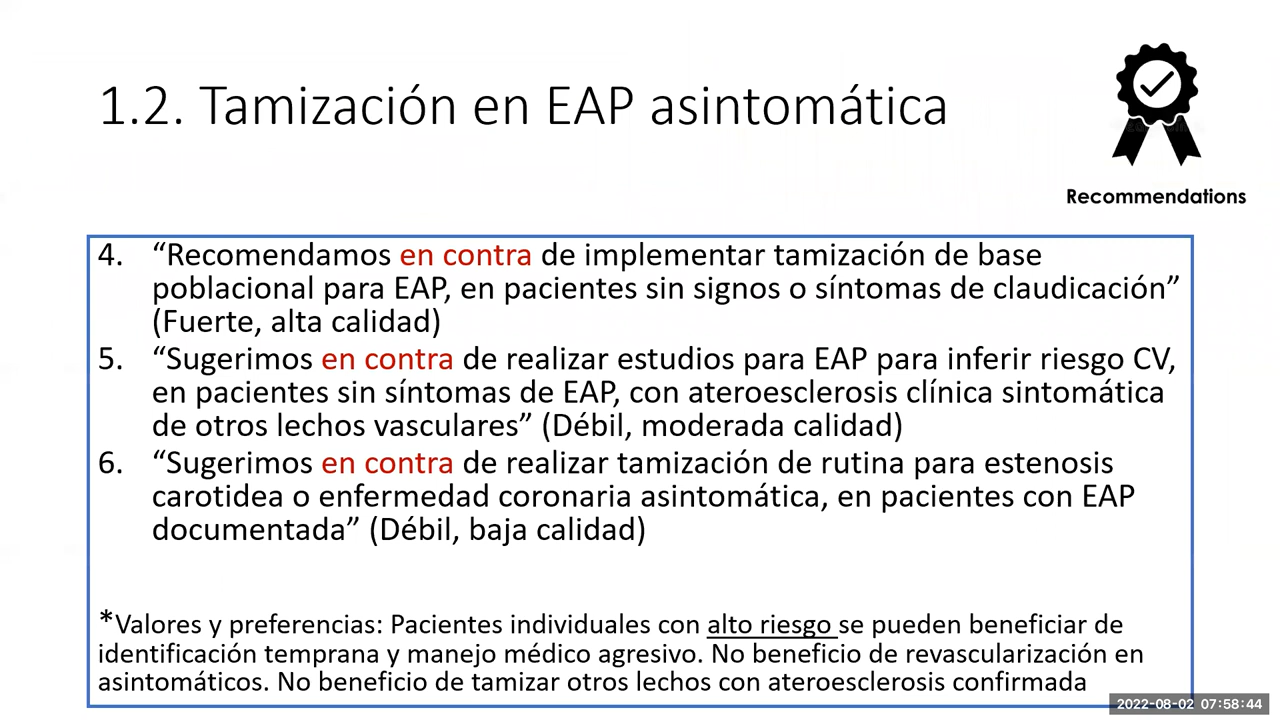 1.2. Tamización en EAP asintomática
Recommendations
4. “Recomendamos en contra de implementar tamización de base
poblacional para EAP, en pacientes sin signos o síntomas de claudicación”
(Fuerte, alta calidad)
5. “Sugerimos en contra de realizar estudios para EAP para inferir riesgo CV,
en pacientes sin síntomas de EAP, con ateroesclerosis clínica sintomática
de otros lechos vasculares” (Débil, moderada calidad)
6. “Sugerimos en contra de realizar tamización de rutina para estenosis
carotidea o enfermedad coronaria asintomática, en pacientes con EAP
documentada” (Débil, baja calidad)
*Valores y preferencias: Pacientes individuales con alto riesgo se pueden beneficiar de
identificación temprana y manejo médico agresivo. No beneficio de revascularización en
asintomáticos. No beneficio de tamizar otros lechos con ateroesclerosis confirmada
2022-08-02 07:58:44